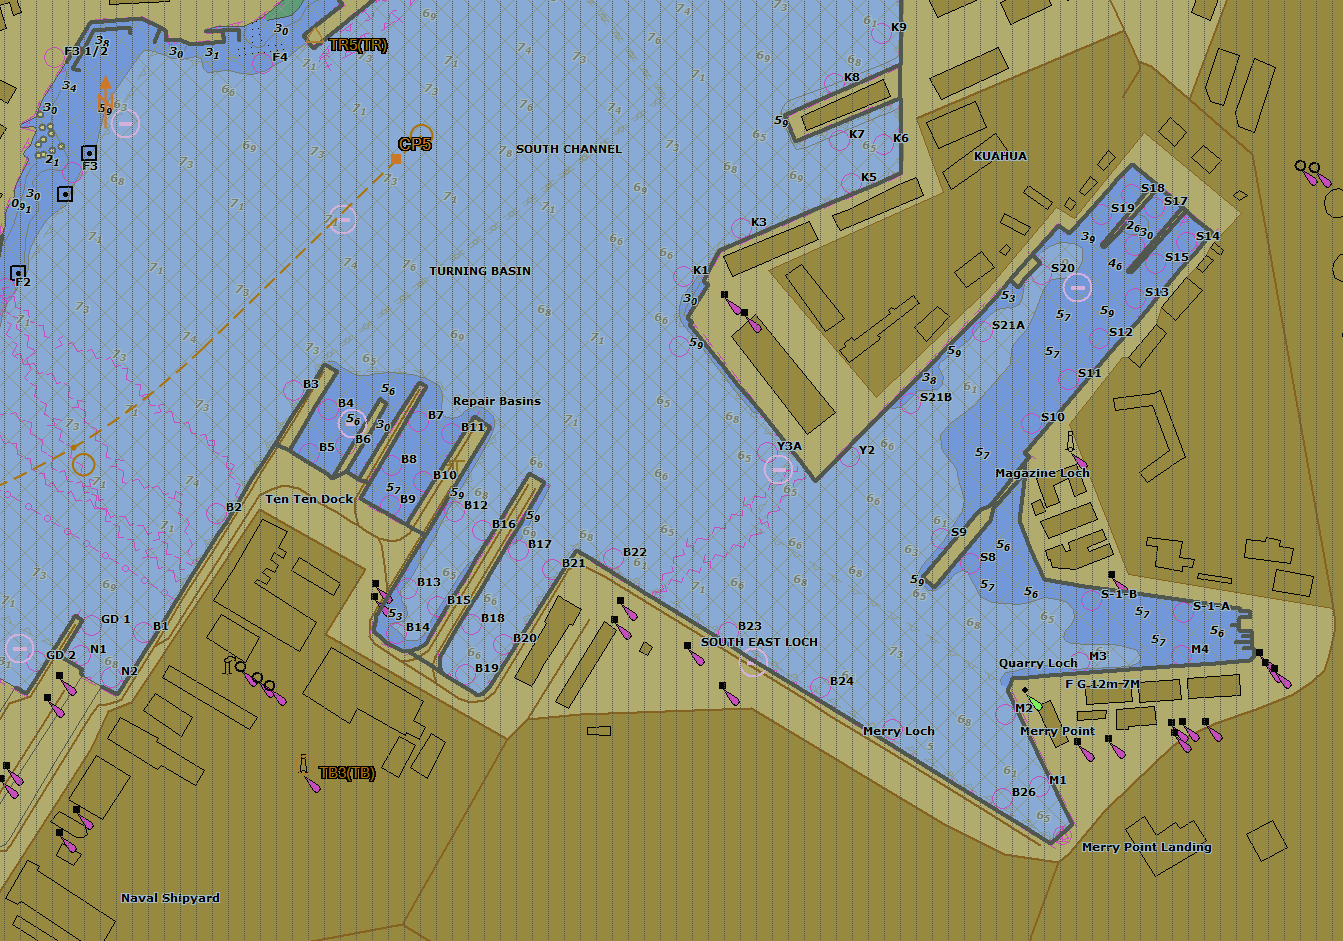 K9
F3 1/2
TR5(TR)
F4
K8
CP5
K7
K6
SOUTH CHANNEL
KUAHUA
F3
K5
S18
S17
S19
K3
S14
S15
TURNING BASIN
K1
S20
F2
S13
S21A
S12
S11
B3
S21B
B4
Repair Basins
B7
S10
B11
B6
B5
Y3A
Y2
B8
B10
Magazine Loch
Ten Ten Dock
B9
B12
B2
B16
S9
B17
B22
S8
B21
B13
S-1-B
B15
S-1-A
GD 1
B18
B14
B1
B23
B20
SOUTH EAST LOCH
N1
GD 2
M4
M3
Quarry Loch
N2
B19
B24
F G 12m 7M
M2
Merry Loch
Merry Point
TB3(TB)
M1
B26
Merry Point Landing
Naval Shipyard